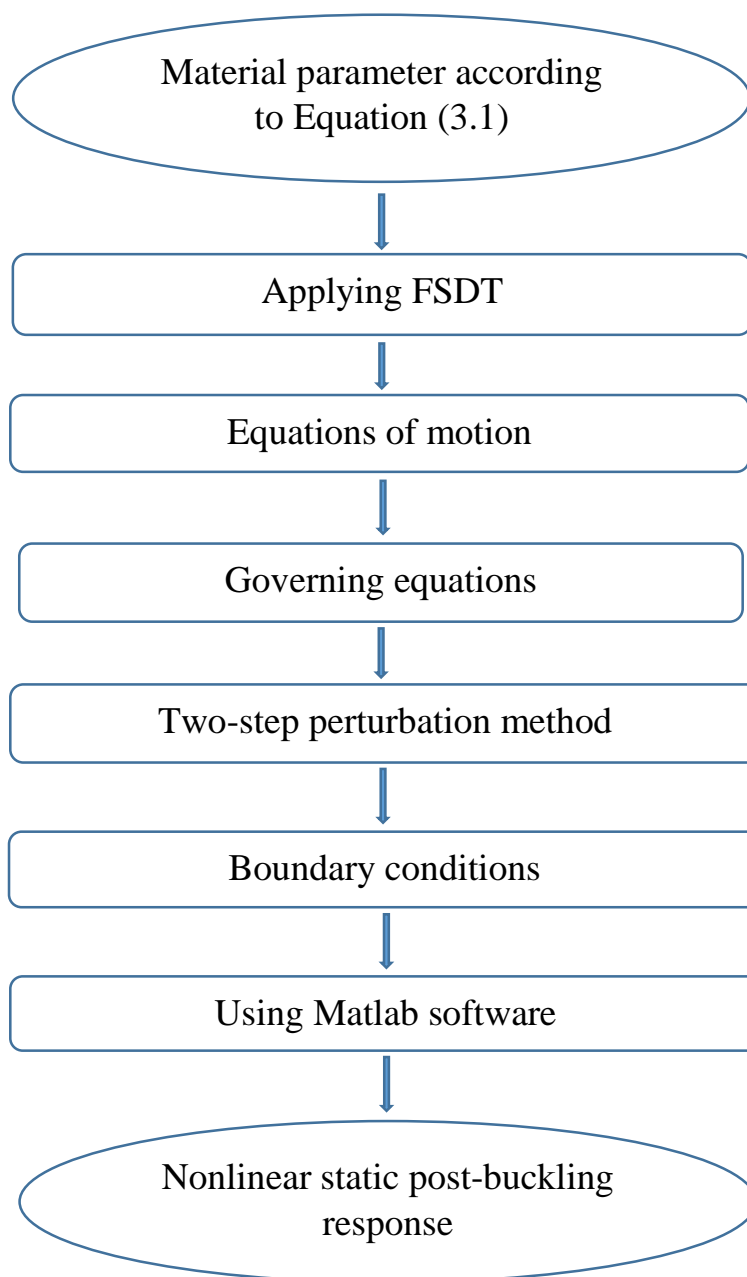 Material parameter according
to Equation (3.1)
Applying FSDT
Equations of motion
Governing equations
Two-step perturbation method
Boundary conditions
Using Matlab software
Nonlinear static post-buckling
response